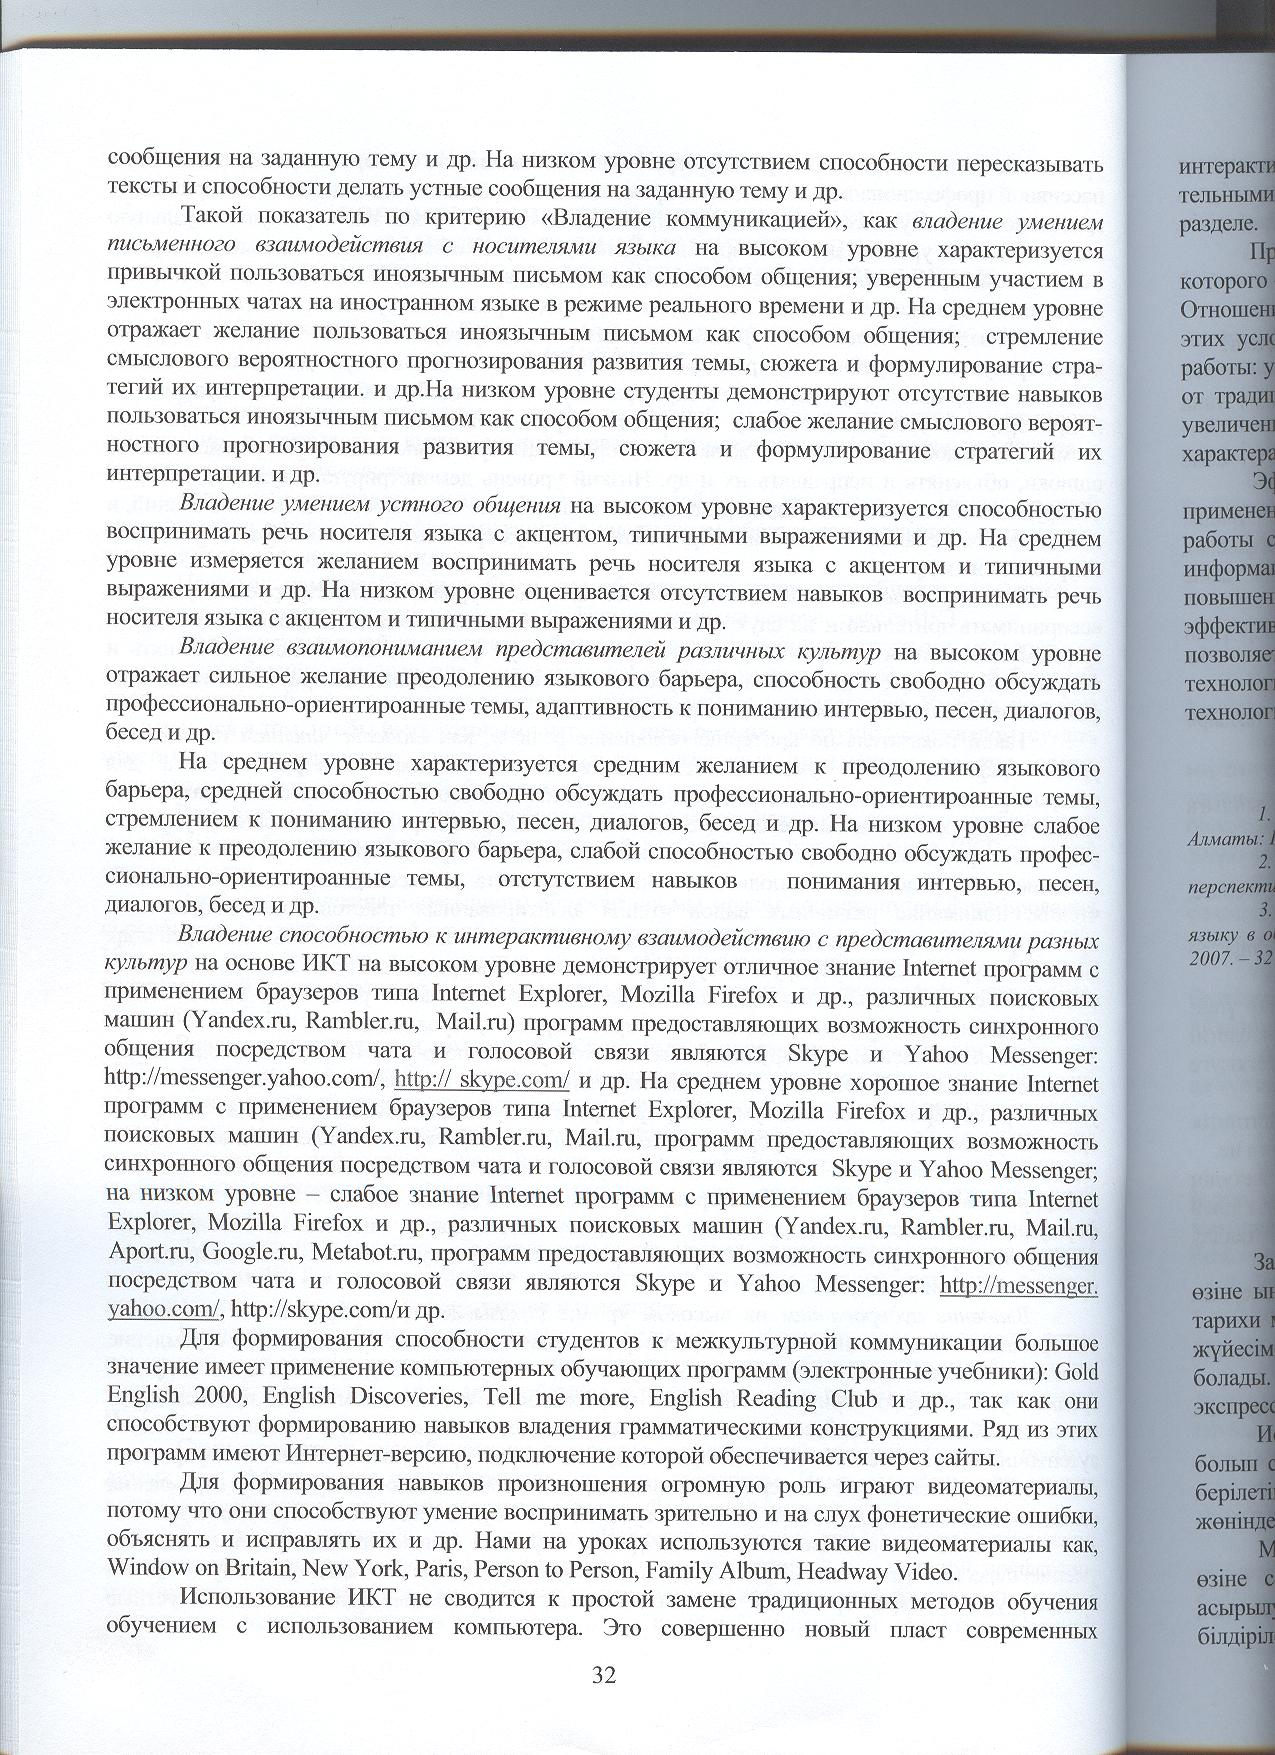 сообщения на заданную тему и др. На низком уровне отсутствием способности пересказывать
тексты и способности делать устные сообщения на заданную тему и др.
Такой показатель по критерию «Владение коммуникацией», как владение умением
письменного взаимодействия с носителями языка на высоком уровне характеризуется
привычкой пользоваться иноязычным письмом как способом общения; уверенным участием в
электронных чатах на иностранном языке в режиме реального времени и др. На среднем уровне
отражает желание пользоваться иноязычным письмом как способом общения; стремление
смыслового вероятностного прогнозирования развития темы, сюжета и формулирование стра-
тегий их интерпретации. и др.На низком уровне студенты демонстрируют отсутствие навыков
пользоваться иноязычным письмом как способом общения; слабое желание смыслового вероят-
ностного прогнозирования развития темы, сюжета и формулирование стратегий их
интерпретации. и др.
Владение умением устного общения на высоком уровне характеризуется способностью
воспринимать речь носителя языка с акцентом, типичными выражениями и др. На среднем
уровне измеряется желанием воспринимать речь носителя языка с акцентом и типичными
выражениями и др. На низком уровне оценивается отсутствием навыков воспринимать речь
носителя языка с акцентом и типичными выражениями и др.
Владение взаимопониманием представителей различных культур на высоком уровне
отражает сильное желание преодолению языкового барьера, способность свободно обсуждать
профессионально-ориентироанные темы, адаптивность к пониманию интервью, песен, диалогов,
бесед и др.
На среднем уровне характеризуется средним желанием к преодолению языкового
барьера, средней способностью свободно обсуждать профессионально-ориентироанные темы,
стремлением к пониманию интервью, песен, диалогов, бесед и др. На низком уровне слабое
желание к преодолению языкового барьера, слабой способностью свободно обсуждать профес-
сионально-ориентироанные темы, отстутствием навыков понимания интервью, песен,
диалогов, бесед и др.
Владение способностью к интерактивному взаимодействию с представителями разных
культур на основе ИКТ на высоком уровне демонстрирует отличное знание Internet программ с
применением браузеров типа Internet Explorer, Mozilla Firefox и др., различных поисковых
машин (Yandex.ru, Rambler.ru, Mail.ru) программ предоставляющих возможность синхронного
общения посредством чата и голосовой связи являются Skype и Yahoo Messenger:
http://messenger.yahoo.com/, http:// skype.com/ и др. На среднем уровне хорошое знание Internet
программ с применением браузеров типа Internet Explorer, Mozilla Firefox и др., различных
поисковых машин (Yandex.ru, Rambler.ru, Mail.ru, программ предоставляющих возможность
синхронного общения посредством чата и голосовой связи являются Skype и Yahoo Messenger;
на низком уровне – слабое знание Internet программ с применением браузеров типа Internet
Explorer, Mozilla Firefox и др., различных поисковых машин (Yandex.ru, Rambler.ru, Mail.ru,
Aport.ru, Google.ru, Metabot.ru, программ предоставляющих возможность синхронного общения
посредством чата и голосовой связи являются Skype и Yahoo Messenger: http://messenger.
yahoo.com/, http://skype.com/и др.
Для формирования способности студентов к межкультурной коммуникации большое
значение имеет применение компьютерных обучающих программ (электронные учебники): Gold
English 2000, English Discoveries, Tell me more, English Reading Club и др., так как они
способствуют формированию навыков владения грамматическими конструкциями. Ряд из этих
программ имеют Интернет-версию, подключение которой обеспечивается через сайты.
Для формирования навыков произношения огромную роль играют видеоматериалы,
потому что они способствуют умение воспринимать зрительно и на слух фонетические ошибки,
объяснять и исправлять их и др. Нами на уроках используются такие видеоматериалы как,
Window on Britain, New York, Paris, Person to Person, Family Album, Headway Video.
Использование ИКТ не сводится к простой замене традиционных методов обучения
обучением с использованием компьютера. Это совершенно новый пласт современных
32
тельными
разделе.
которого
этих
работы:
от
работы
1.
Алматы:
2.
3.
языку в
2007. – 32
өзіне
тарихи
болады.
болып
өзіне